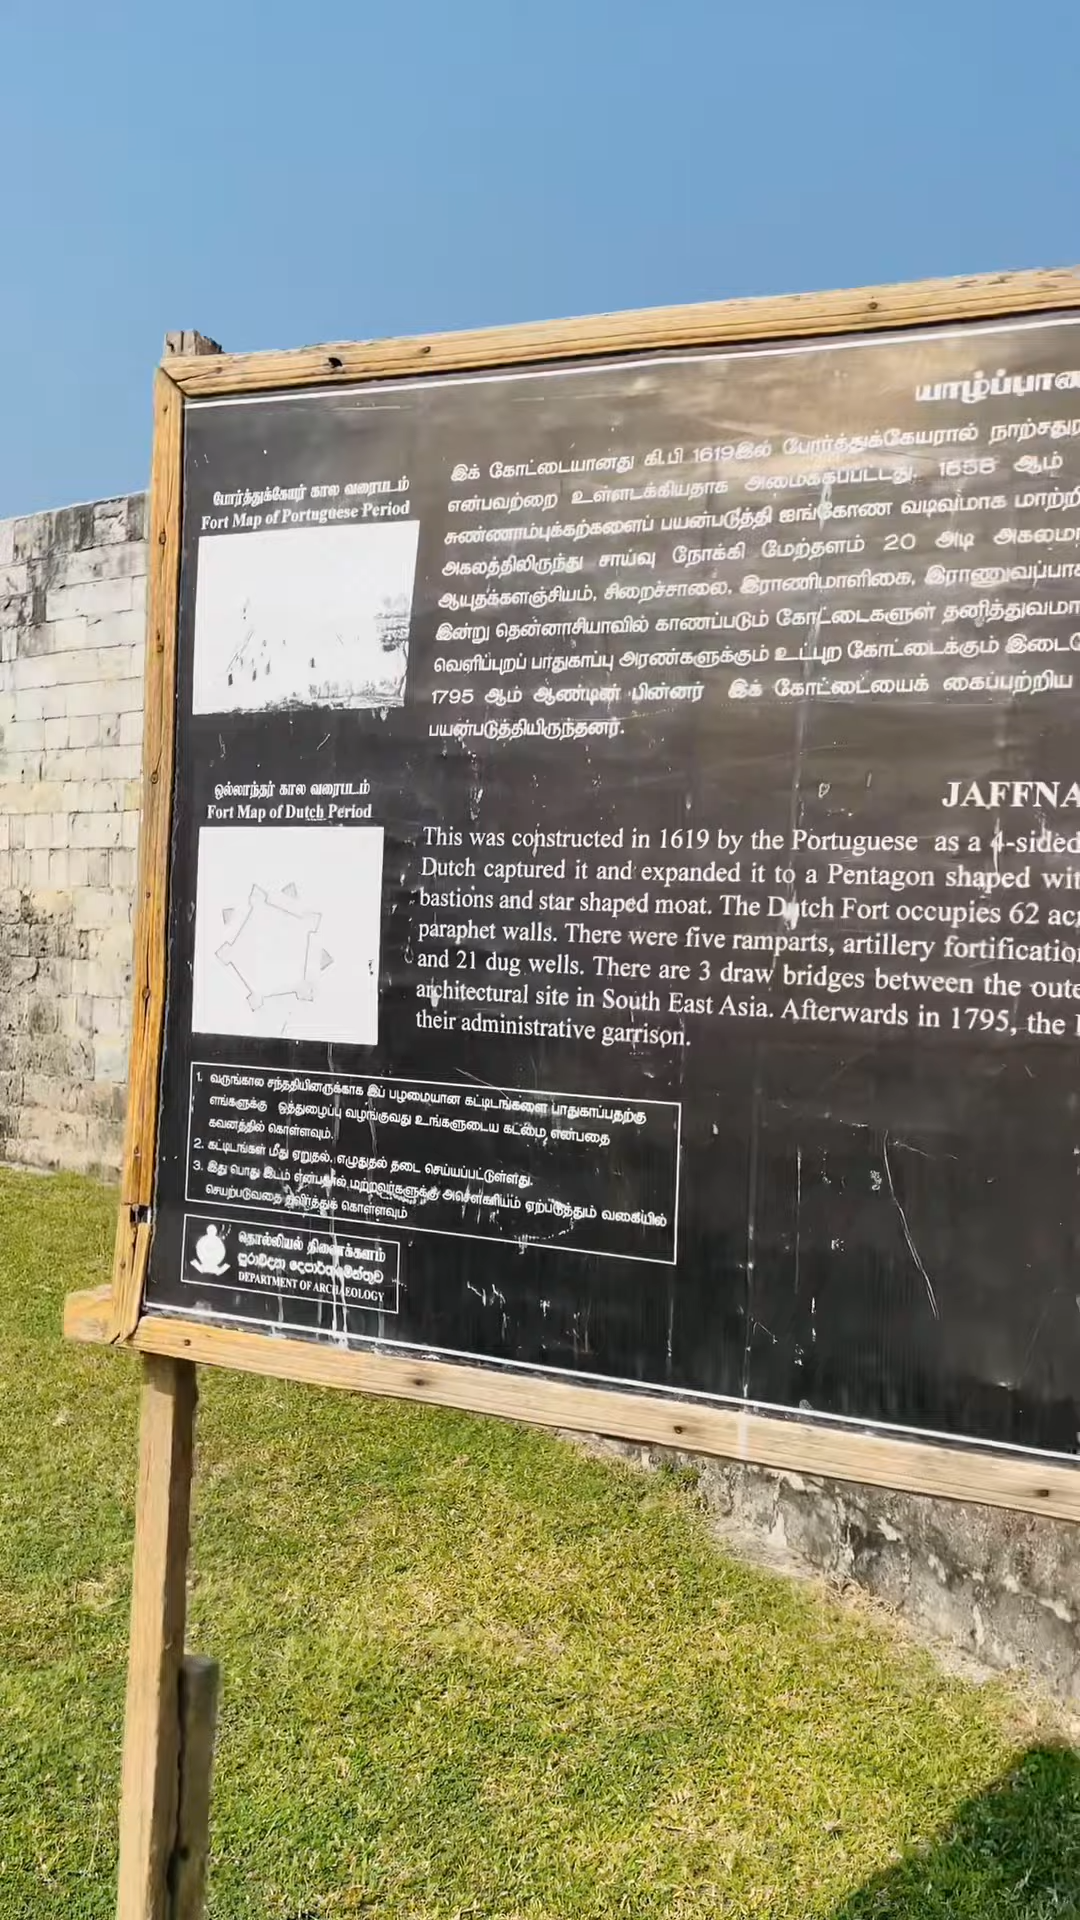 யாழ்ப்பாண
போர்த்துக்கேயர் கால வரைபடம்
Fort Map of Portuguese Period
இக் கோட்டையானது கி.பி 1619இல் போர்த்துக்கேயரால் நாற்சதுர
என்பவற்றை உள்ளடக்கியதாக அமைக்கப்பட்டது. 1658 ஆம்
சுண்ணாம்புக்கற்களைப் பயன்படுத்தி ஐங்கோண வடிவமாக மாற்றி
அகலத்திலிருந்து சாய்வு நோக்கி மேற்தளம் 20 அடி அகலமா
ஆயுதக்களஞ்சியம், சிறைச்சாலை, இராணிமாளிகை, இராணுவப்பா
இன்று தென்னாசியாவில் காணப்படும் கோட்டைகளுள் தனித்துவமா
வெளிப்புறப் பாதுகாப்பு அரண்களுக்கும் உட்புற கோட்டைக்கும் இடையே
1795 ஆம் ஆண்டின் பின்னர் இக் கோட்டையைக் கைப்பற்றிய
பயன்படுத்தியிருந்தனர்.
ஒல்லாந்தர் கால வரைபடம்
Fort Map of Dutch Period
JAFFNA
This was constructed in 1619 by the Portuguese as a 4-sided
Dutch captured it and expanded it to a Pentagon shaped wit
bastions and star shaped moat. The Dutch Fort occupies 62 acr
paraphet walls. There were five ramparts, artillery fortification
and 21 dug wells. There are 3 draw bridges between the oute
architectural site in South East Asia. Afterwards in 1795, the
their administrative garrison.
1. வருங்கால சந்ததியினருக்காக இப் பழமையான கட்டிடங்களை பாதுகாப்பதற்கு
எங்களுக்கு ஒத்துழைப்பு வழங்குவது உங்களுடைய கடமை என்பதை
கவனத்தில் கொள்ளவும்.
2. கட்டிடங்கள் மீது ஏறுதல், எழுதுதல் தடை செய்யப்பட்டுள்ளது.
3. இது பொது இடம் என்பதால் மற்றவர்களுக்கு அசௌகரியம் ஏற்படுத்தும் வகையில்
செயற்படுவதை தவிர்த்துக் கொள்ளவும்
தொல்லியல் திணைக்களம்
පුරාවිද්‍යා දෙපාර්තමේන්තුව
DEPARTMENT OF ARCHAEOLOGY